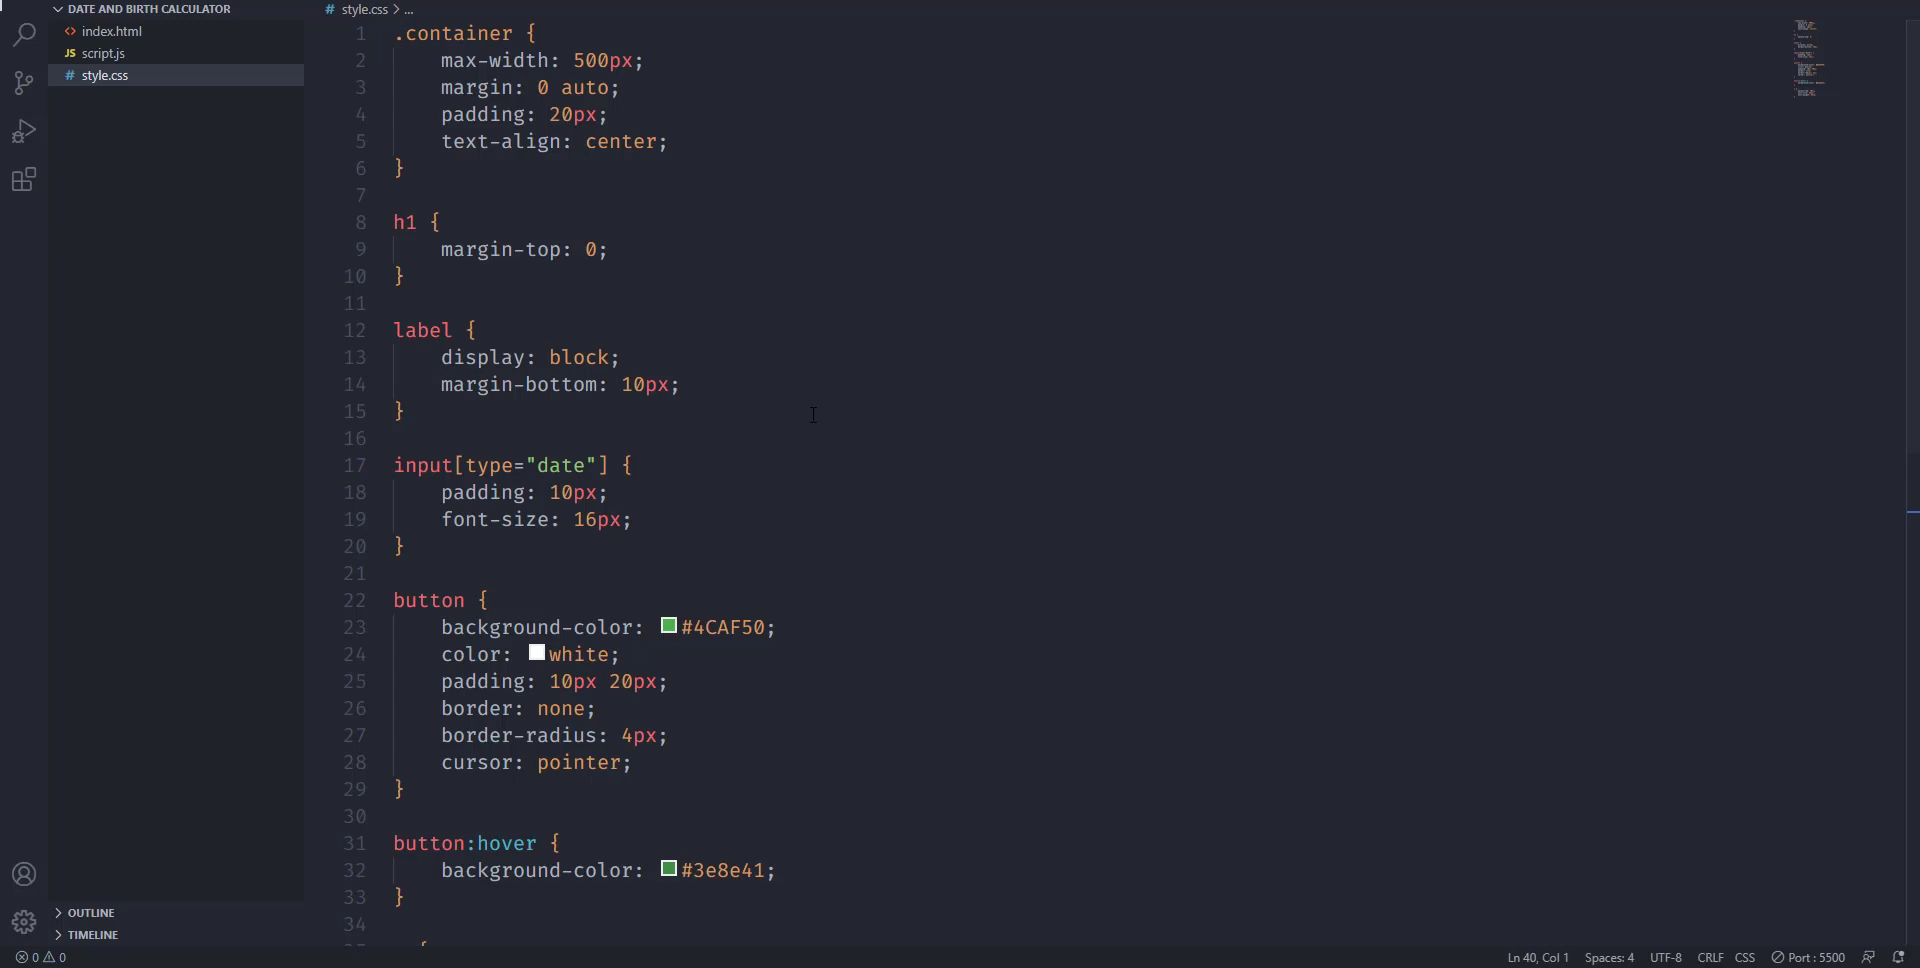 DATE AND BIRTH CALCULATOR
<> index.html
JS script.js
# style.css
# style.css > ...
1 .container {
2 max-width: 500px;
3 margin: 0 auto;
4 padding: 20px;
5 text-align: center;
6 }
7
8 h1 {
9 margin-top: 0;
10 }
11
12 label {
13 display: block;
14 margin-bottom: 10px;
15 }
16
17 input[type="date"] {
18 padding: 10px;
19 font-size: 16px;
20 }
21
22 button {
23 background-color: #4CAF50;
24 color: white;
25 padding: 10px 20px;
26 border: none;
27 border-radius: 4px;
28 cursor: pointer;
29 }
30
31 button:hover {
32 background-color: #3e8e41;
33 }
34
OUTLINE
TIMELINE
0 0
Ln 40, Col 1 Spaces: 4 UTF-8 CRLF CSS Port : 5500